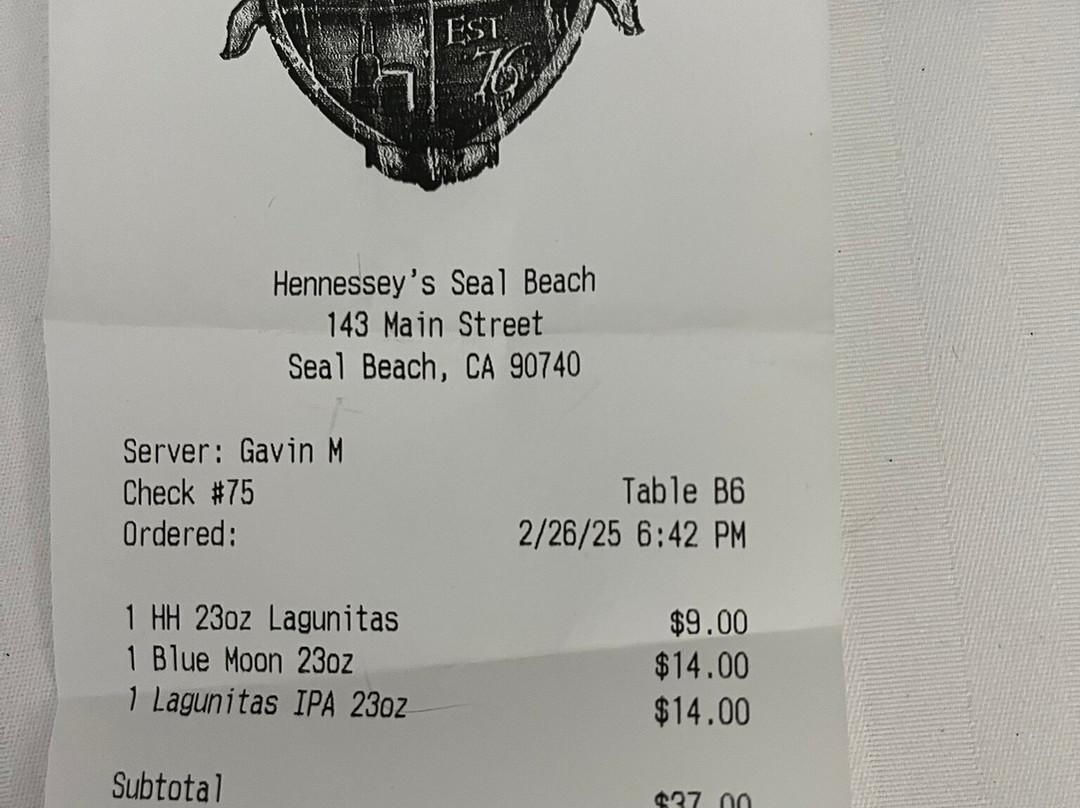 EST.
76
Hennessey's Seal Beach
143 Main Street
Seal Beach, CA 90740
Server: Gavin M
Check #75 Table B6
Ordered: 2/26/25 6:42 PM
1 HH 23oz Lagunitas $9.00
1 Blue Moon 23oz $14.00
1 Lagunitas IPA 23oz $14.00
Subtotal $37.00